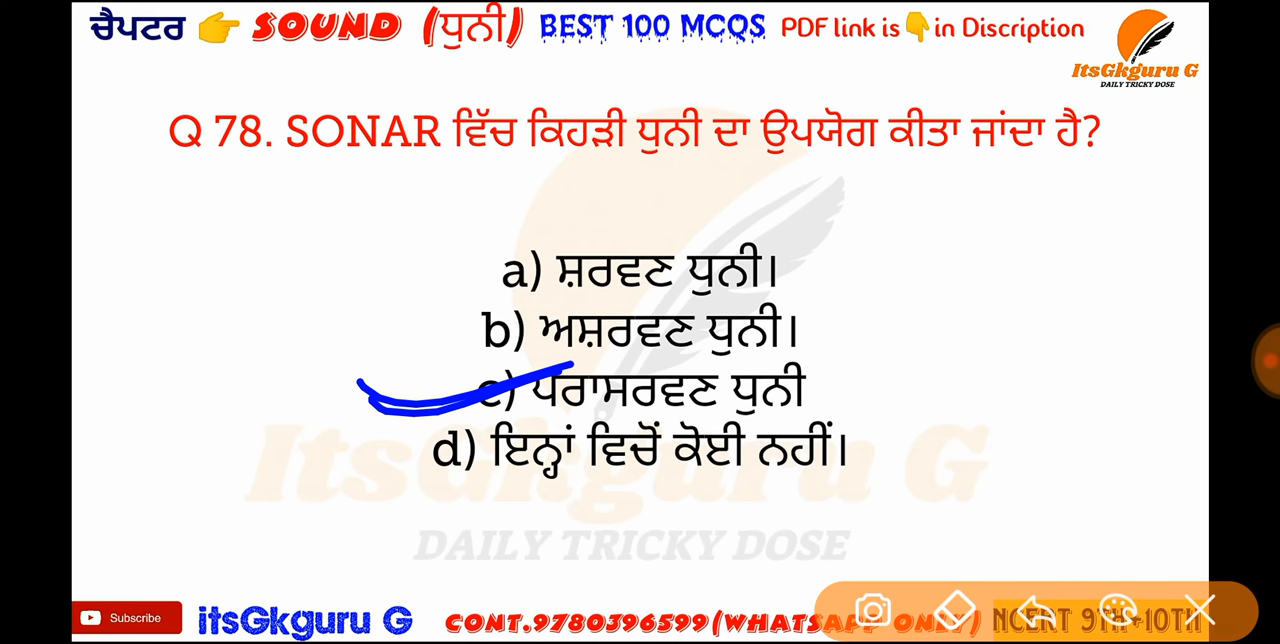 ਚੈਪਟਰ 👉 SOUND (ਧੁਨੀ) BEST 100 MCQS PDF link is👇in Discription
ItsGkguru G
DAILY TRICKY DOSE
Q 78. SONAR ਵਿੱਚ ਕਿਹੜੀ ਧੁਨੀ ਦਾ ਉਪਯੋਗ ਕੀਤਾ ਜਾਂਦਾ ਹੈ?
a) ਸ਼ਰਵਣ ਧੁਨੀ।
b) ਅਸ਼ਰਵਣ ਧੁਨੀ।
c) ਪਰਾਸਰਵਣ ਧੁਨੀ
d) ਇਨ੍ਹਾਂ ਵਿਚੋਂ ਕੋਈ ਨਹੀਂ।
ItsGkguru G
DAILY TRICKY DOSE
Subscribe itsGkguru G CONT.9780396599(WHATSAPP ONLY) NCERT 9TH+10TH